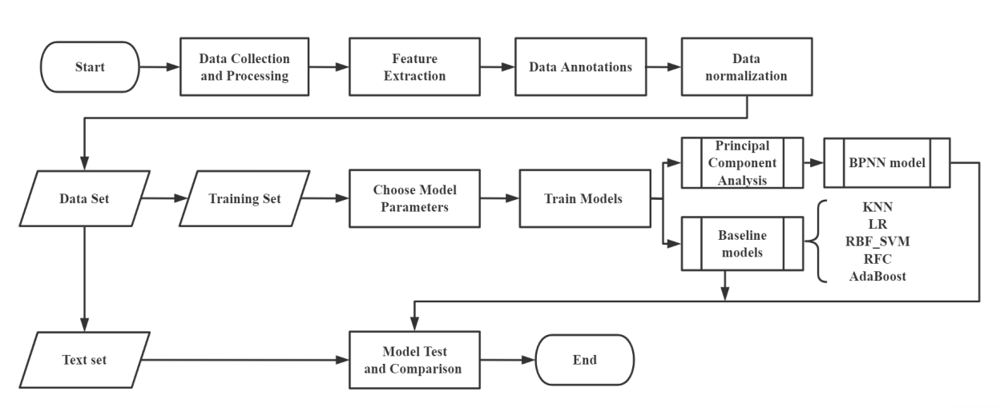 Start
Data Collection
and Processing
Feature
Extraction
Data Annotations
Data
normalization
Data Set
Training Set
Choose Model
Parameters
Train Models
Principal
Component
Analysis
BPNN model
Baseline
models
KNN
LR
RBF_SVM
RFC
AdaBoost
Text set
Model Test
and Comparison
End